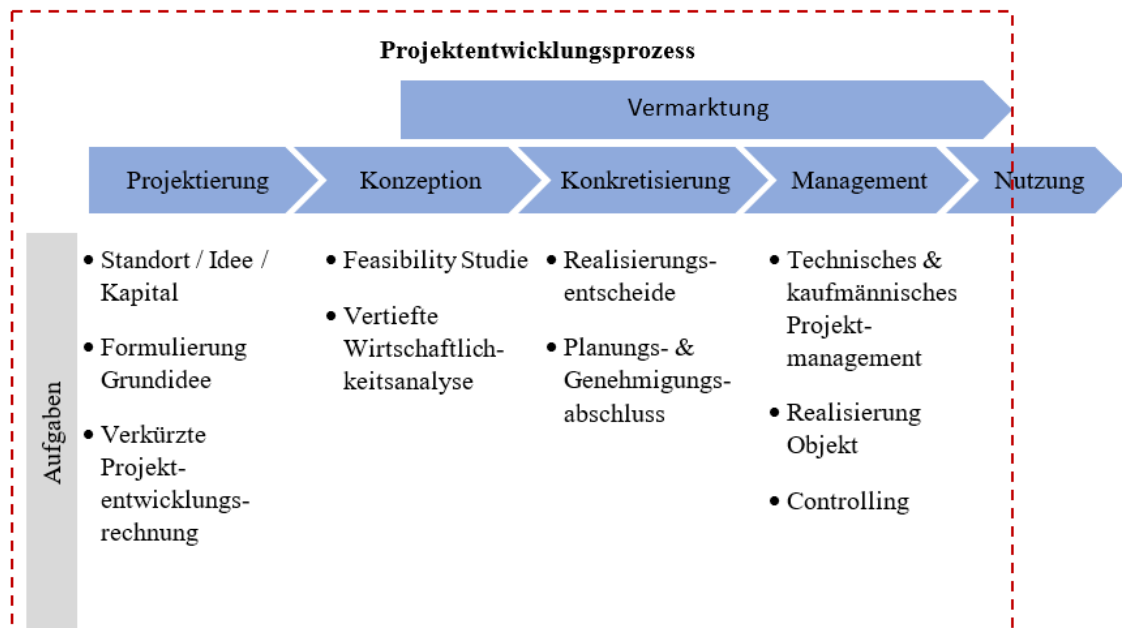 Projektentwicklungsprozess
Vermarktung
Projektierung
Konzeption
Konkretisierung
Management
Nutzung
Aufgaben
• Standort / Idee /
Kapital
• Formulierung
Grundidee
• Verkürzte
Projekt-
entwicklungs-
rechnung
• Feasibility Studie
• Vertiefte
Wirtschaftlich-
keitsanalyse
• Realisierungs-
entscheide
• Planungs- &
Genehmigungs-
abschluss
• Technisches &
kaufmännisches
Projekt-
management
• Realisierung
Objekt
• Controlling